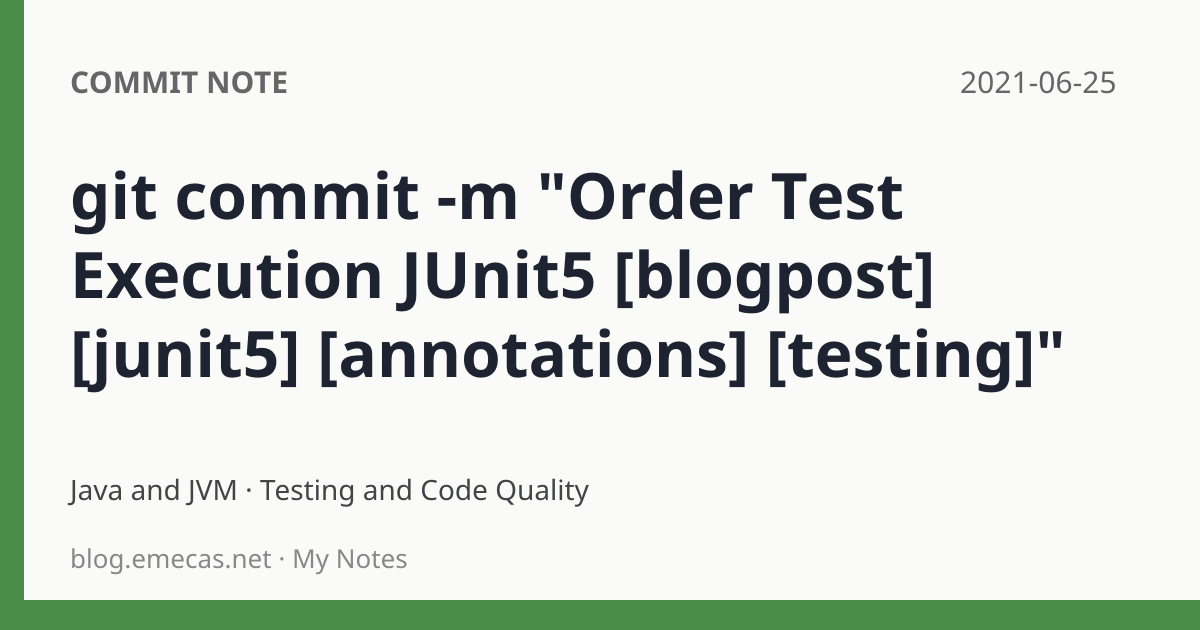 COMMIT NOTE
2021-06-25
git commit -m "Order Test
Execution JUnit5 [blogpost]
[junit5] [annotations] [testing]"
Java and JVM · Testing and Code Quality
blog.emecas.net · My Notes